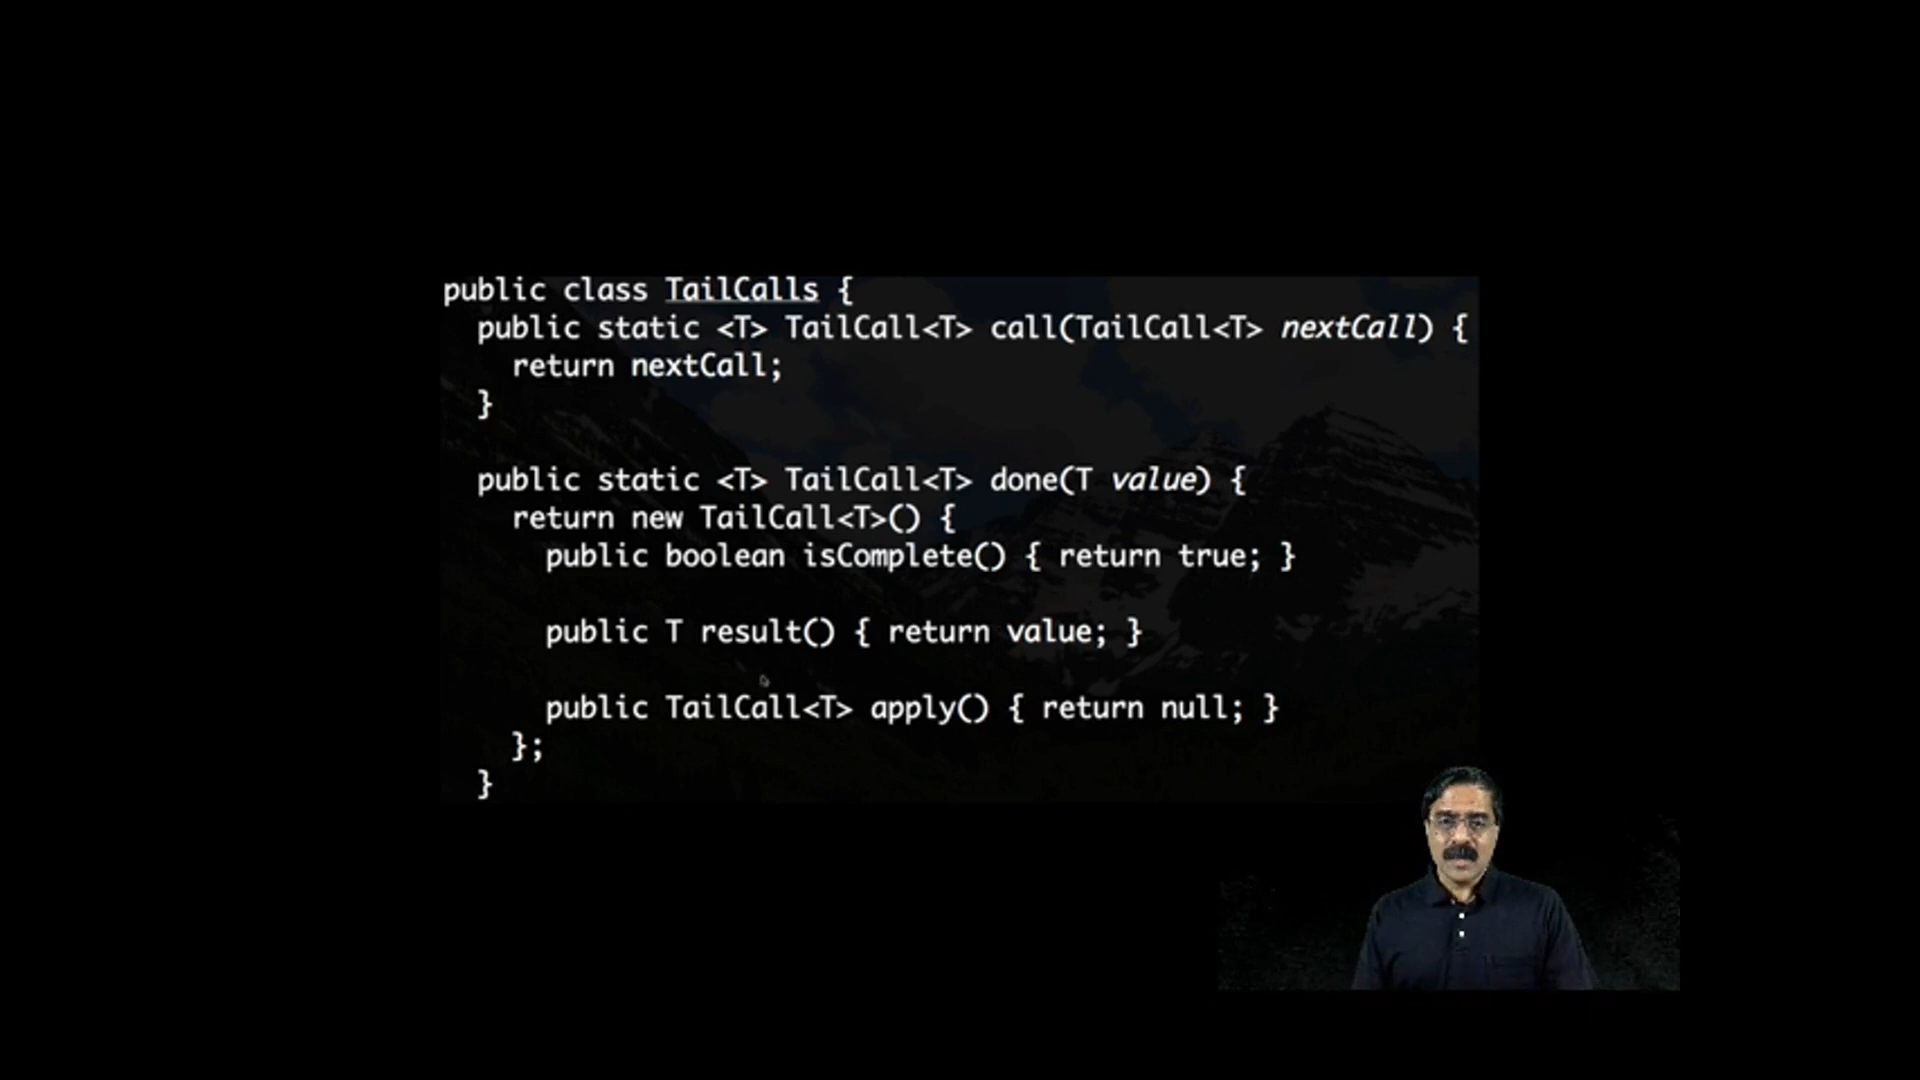 public class TailCalls {
public static <T> TailCall<T> call(TailCall<T> nextCall) {
return nextCall;
}
public static <T> TailCall<T> done(T value) {
return new TailCall<T>() {
public boolean isComplete() { return true; }
public T result() { return value; }
public TailCall<T> apply() { return null; }
};
}